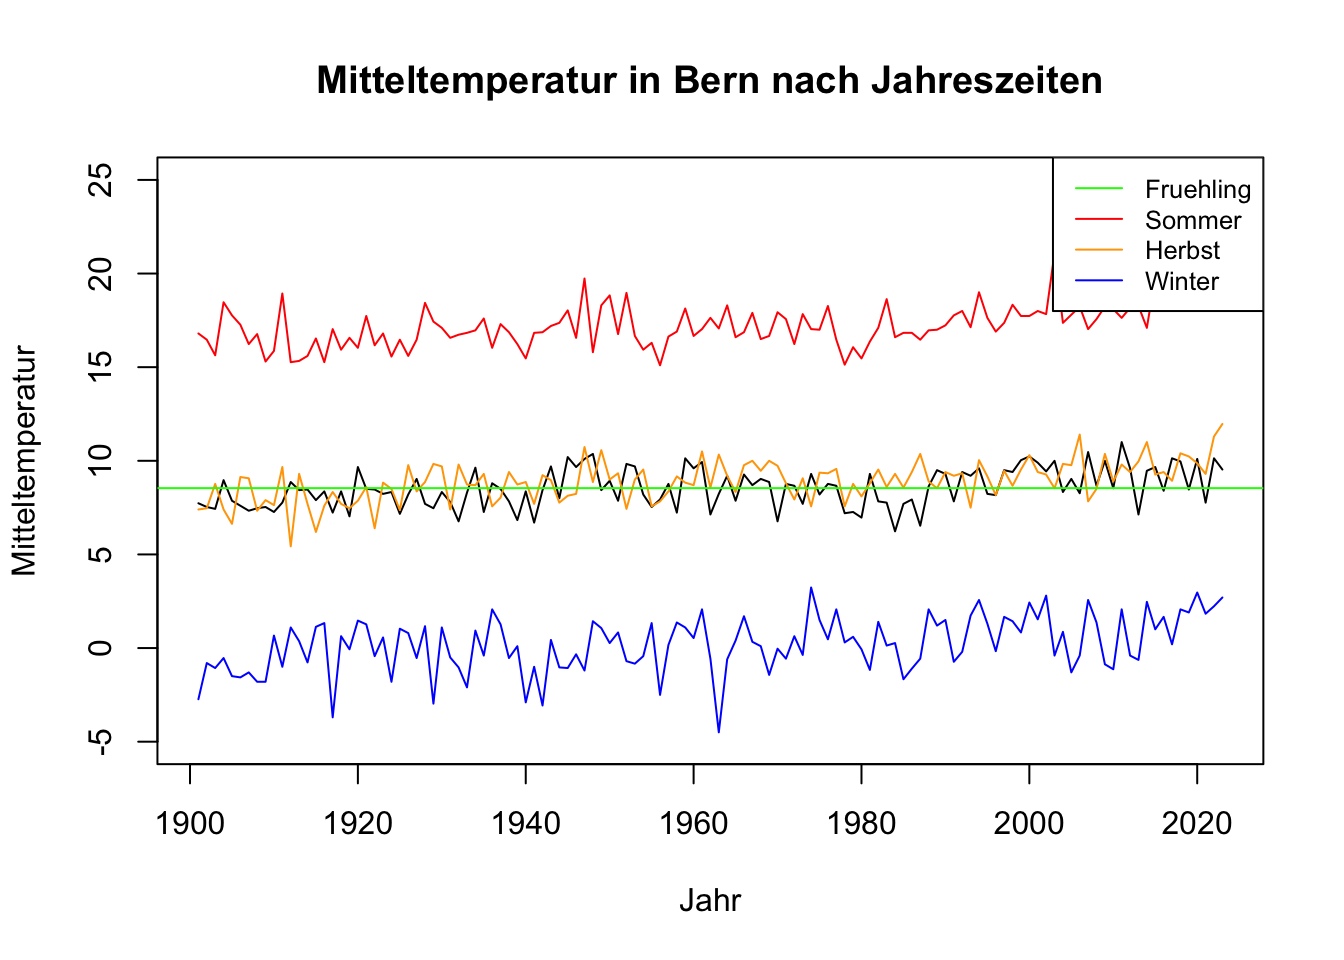 Mitteltemperatur in Bern nach Jahreszeiten
Mitteltemperatur
25
20
15
10
5
0
-5
Fruehling
Sommer
Herbst
Winter
1900 1920 1940 1960 1980 2000 2020
Jahr